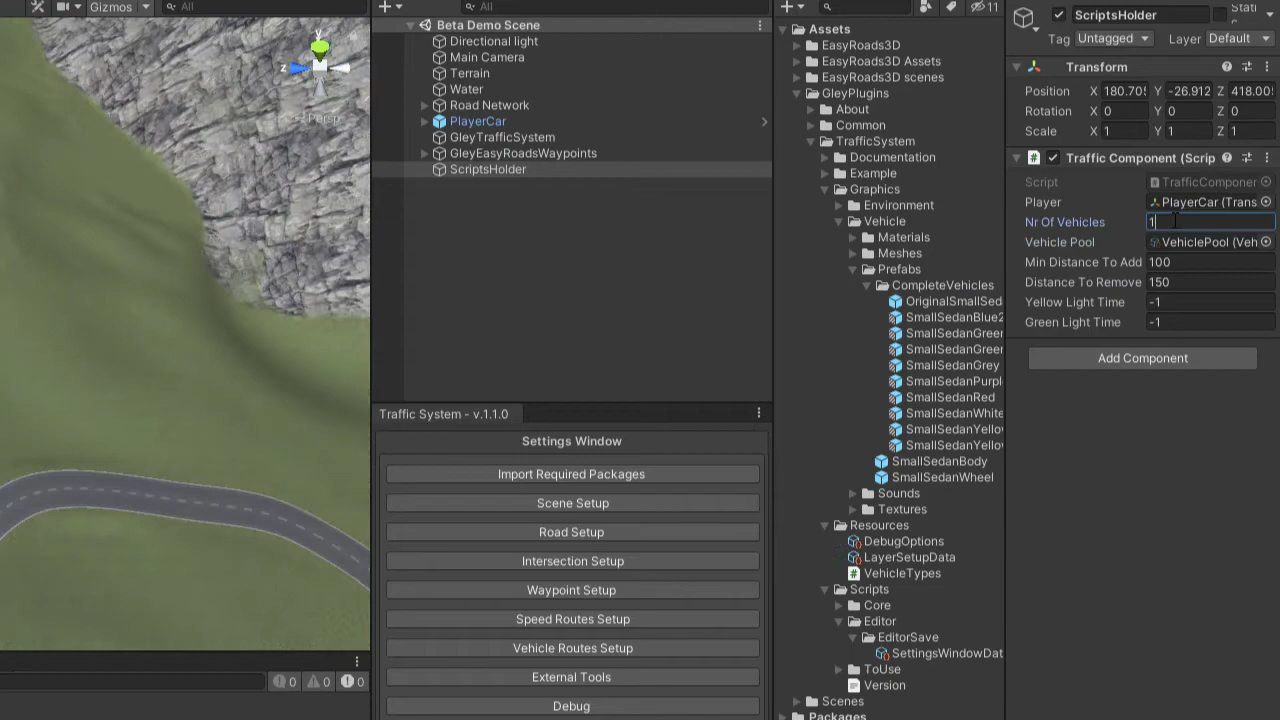 Gizmos
All
y
z
Persp
0
0
0
All
Beta Demo Scene
Directional light
Main Camera
Terrain
Water
Road Network
PlayerCar
GleyTrafficSystem
GleyEasyRoadsWaypoints
ScriptsHolder
Traffic System - v.1.1.0
Settings Window
Import Required Packages
Scene Setup
Road Setup
Intersection Setup
Waypoint Setup
Speed Routes Setup
Vehicle Routes Setup
External Tools
Debug
11
Assets
EasyRoads3D
EasyRoads3D Assets
EasyRoads3D scenes
GleyPlugins
About
Common
TrafficSystem
Documentation
Example
Graphics
Environment
Vehicle
Materials
Meshes
Prefabs
CompleteVehicles
OriginalSmallSed
SmallSedanBlue2
SmallSedanGreer
SmallSedanGreer
SmallSedanGrey
SmallSedanPurpl
SmallSedanRed
SmallSedanWhite
SmallSedanYello
SmallSedanYello
SmallSedanBody
SmallSedanWheel
Sounds
Textures
Resources
DebugOptions
LayerSetupData
VehicleTypes
Scripts
Core
Editor
EditorSave
SettingsWindowDat
ToUse
Version
Scenes
Packages
ScriptsHolder
Stati
Tag Untagged Layer Default
Transform
Position X 180.705 Y -26.912 Z 418.00
Rotation X 0 Y 0 Z 0
Scale X 1 Y 1 Z 1
Traffic Component (Scrip
Script TrafficComponer
Player PlayerCar (Trans
Nr Of Vehicles 1
Vehicle Pool VehiclePool (Veh
Min Distance To Add 100
Distance To Remove 150
Yellow Light Time -1
Green Light Time -1
Add Component